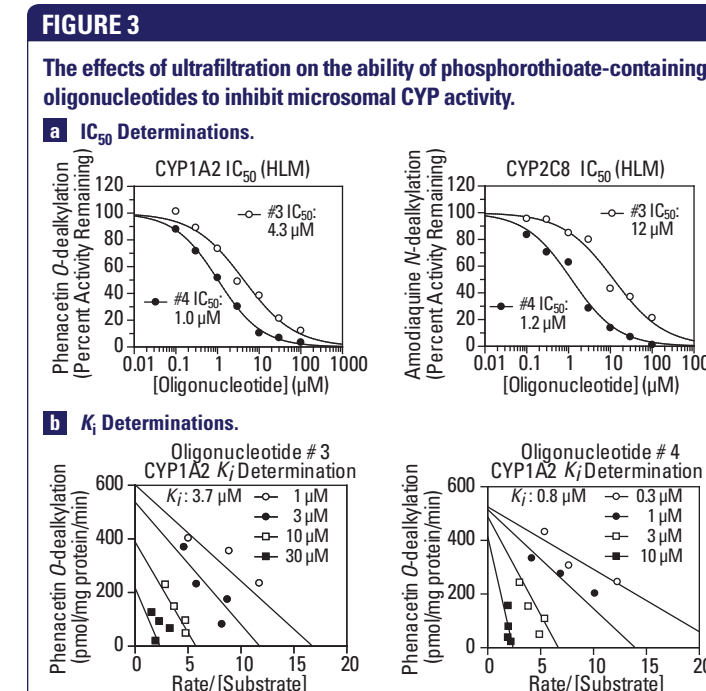 FIGURE 3
The effects of ultrafiltration on the ability of phosphorothioate-containing
oligonucleotides to inhibit microsomal CYP activity.
a IC50 Determinations.
CYP1A2 IC50 (HLM)
Phenacetin O-dealkylation
(Percent Activity Remaining)
120
100
80
60
40
20
0
#3 IC50:
4.3 µM
#4 IC50:
1.0 µM
0.01 0.1 1 10 100 1000
[Oligonucleotide] (µM)
CYP2C8 IC50 (HLM)
Amodiaquine N-dealkylation
(Percent Activity Remaining)
120
100
80
60
40
20
0
#3 IC50:
12 µM
#4 IC50:
1.2 µM
0.01 0.1 1 10 100 100
[Oligonucleotide] (µM)
b Ki Determinations.
Oligonucleotide # 3
CYP1A2 Ki Determination
Phenacetin O-dealkylation
(pmol/mg protein/min)
600
400
200
0
Ki: 3.7 µM
1 µM
3 µM
10 µM
30 µM
0 5 10 15 20
Rate/[Substrate]
Oligonucleotide # 4
CYP1A2 Ki Determination
Phenacetin O-dealkylation
(pmol/mg protein/min)
600
400
200
0
Ki: 0.8 µM
0.3 µM
1 µM
3 µM
10 µM
0 5 10 15 20
Rate/[Substrate]